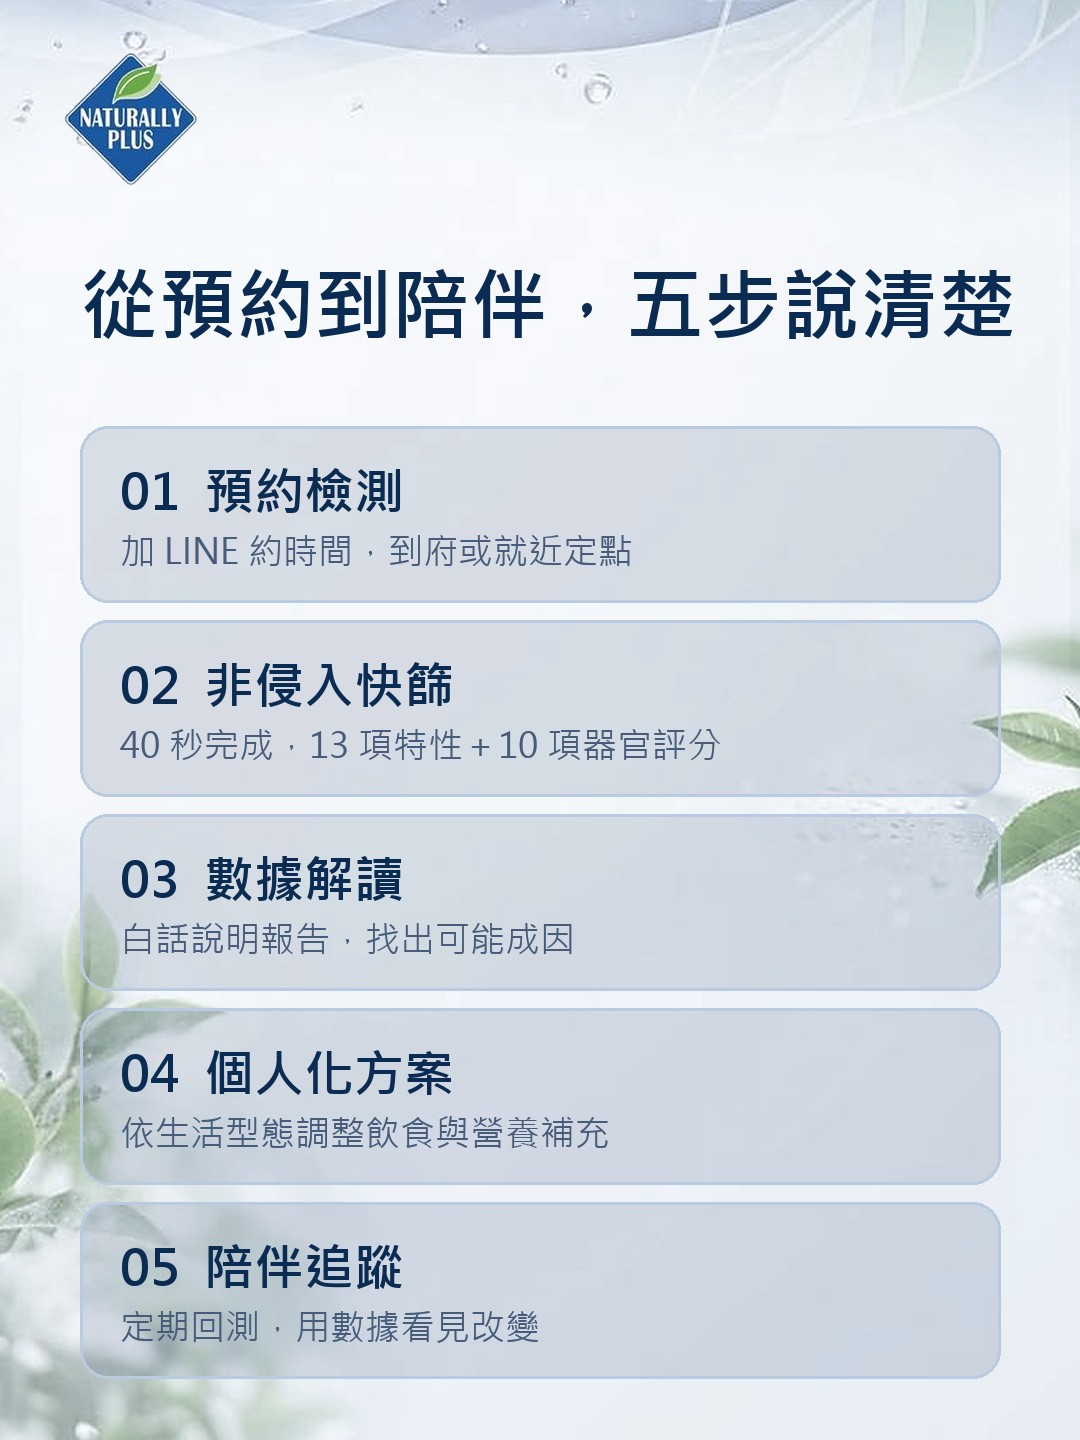 NATURALLY
PLUS
從預約到陪伴，五步說清楚
01 預約檢測
加 LINE 約時間，到府或就近定點
02 非侵入快篩
40 秒完成，13 項特性＋10 項器官評分
03 數據解讀
白話說明報告，找出可能成因
04 個人化方案
依生活型態調整飲食與營養補充
05 陪伴追蹤
定期回測，用數據看見改變